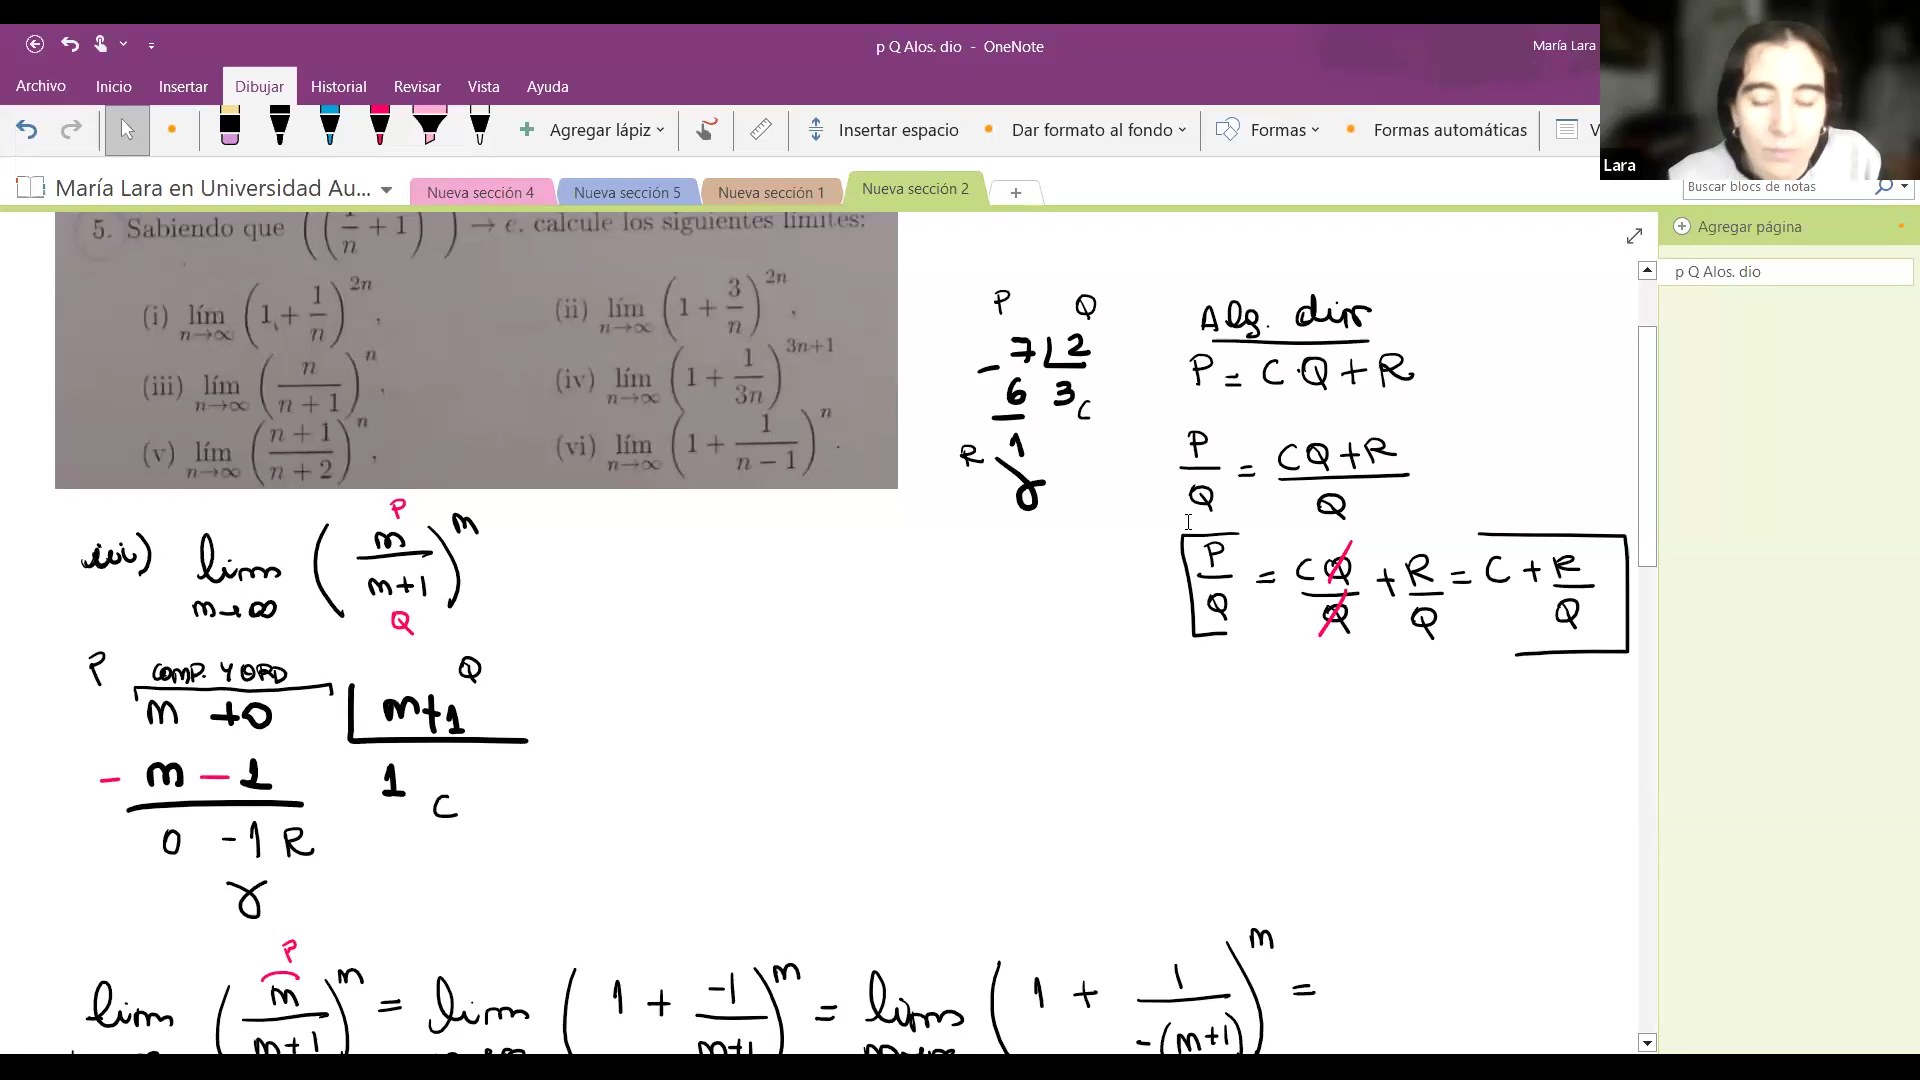 p Q Alos. dio - OneNote
María Lara
Archivo
Inicio
Insertar
Dibujar
Historial
Revisar
Vista
Ayuda
Agregar lápiz
Insertar espacio
Dar formato al fondo
Formas
Formas automáticas
V
Lara
María Lara en Universidad Au...
Nueva sección 4
Nueva sección 5
Nueva sección 1
Nueva sección 2
+
Buscar blocs de notas
Agregar página
p Q Alos. dio
5. Sabiendo que ((1/n + 1) ) → e. calcule los siguientes límites:
(i) lím n→∞ (1 + 1/n)^2n,
(ii) lím n→∞ (1 + 3/n)^2n,
(iii) lím n→∞ (n/(n + 1))^n,
(iv) lím n→∞ (1 + 1/3n)^3n+1
(v) lím n→∞ ((n + 1)/(n + 2))^n,
(vi) lím n→∞ (1 + 1/(n − 1))^n.
P Q
- 7 2
6 3 C
R 1
r
Alg. div
P = C·Q + R
P/Q = (CQ + R)/Q
P/Q = CQ/Q + R/Q = C + R/Q
P
iii) lim n→∞ (n/(n+1))^n
Q
P COMP. Y ORD Q
n +0 n+1
- n - 1 1 C
0 -1 R
r
P
lim (n/(n+1))^n = lim (1 + -1/(n+1))^n = lim (1 + 1/-(n+1))^n =